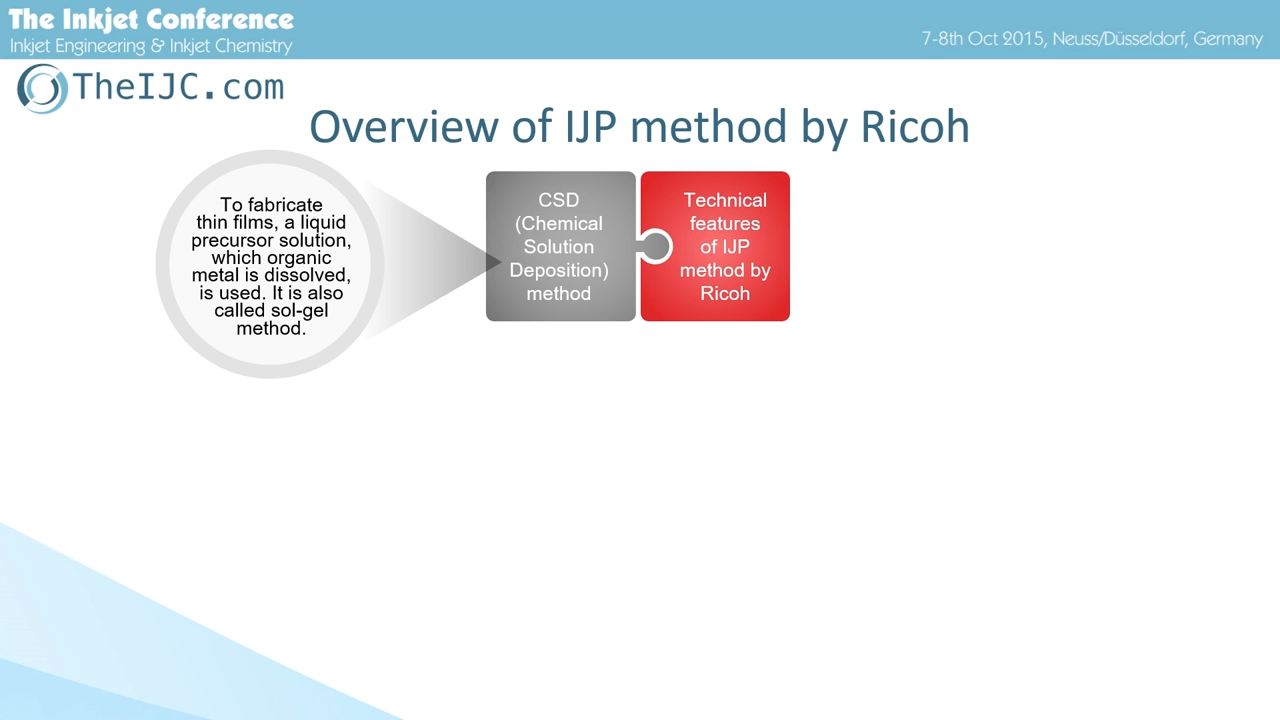 The Inkjet Conference
Inkjet Engineering & Inkjet Chemistry
7-8th Oct 2015, Neuss/Düsseldorf, Germany
TheIJC.com
Overview of IJP method by Ricoh
To fabricate
thin films, a liquid
precursor solution,
which organic
metal is dissolved,
is used. It is also
called sol-gel
method.
CSD
(Chemical
Solution
Deposition)
method
Technical
features
of IJP
method by
Ricoh